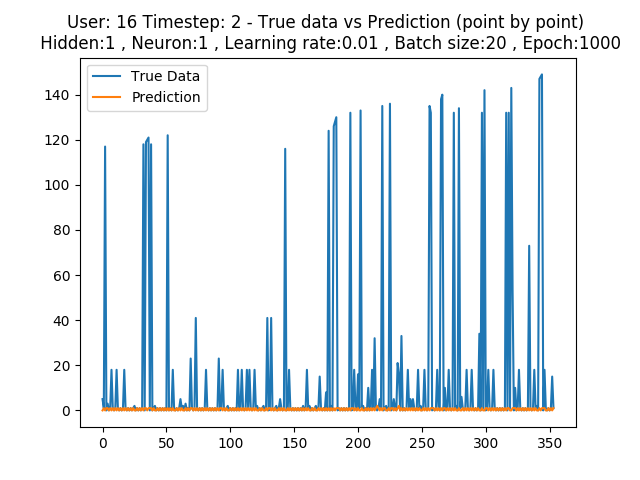 User: 16 Timestep: 2 - True data vs Prediction (point by point)
Hidden:1 , Neuron:1 , Learning rate:0.01 , Batch size:20 , Epoch:1000
True Data
Prediction
140
120
100
80
60
40
20
0
0 50 100 150 200 250 300 350